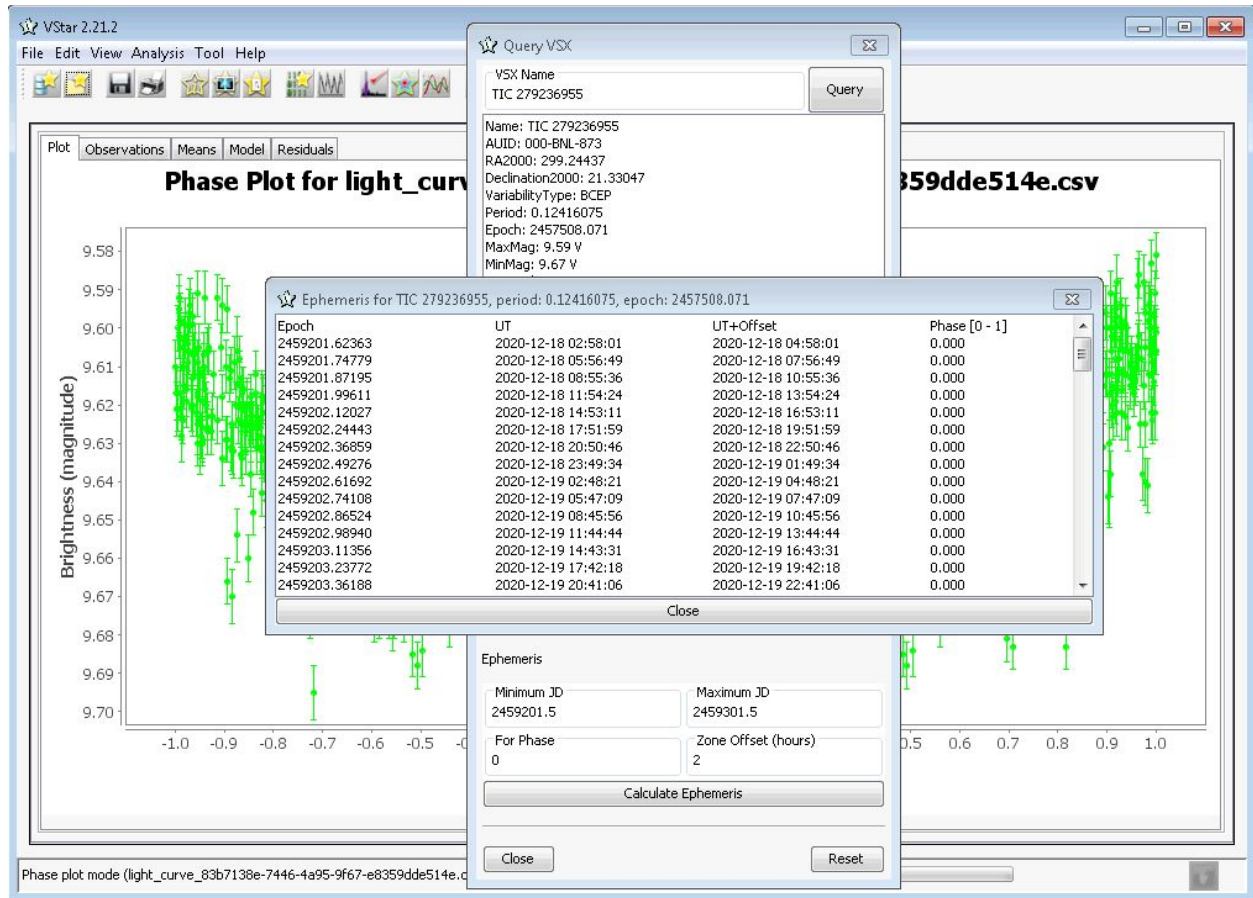 VStar 2.21.2
File Edit View Analysis Tool Help
Plot Observations Means Model Residuals
Phase Plot for light_curv
359dde514e.csv
Brightness (magnitude)
9.58
9.59
9.60
9.61
9.62
9.63
9.64
9.65
9.66
9.67
9.68
9.69
9.70
-1.0 -0.9 -0.8 -0.7 -0.6 -0.5 -0
0.5 0.6 0.7 0.8 0.9 1.0
Query VSX
VSX Name
TIC 279236955
Query
Name: TIC 279236955
AUID: 000-BNL-873
RA2000: 299.24437
Declination2000: 21.33047
VariabilityType: BCEP
Period: 0.12416075
Epoch: 2457508.071
MaxMag: 9.59 V
MinMag: 9.67 V
Ephemeris for TIC 279236955, period: 0.12416075, epoch: 2457508.071
Epoch UT UT+Offset Phase [0 - 1]
2459201.62363 2020-12-18 02:58:01 2020-12-18 04:58:01 0.000
2459201.74779 2020-12-18 05:56:49 2020-12-18 07:56:49 0.000
2459201.87195 2020-12-18 08:55:36 2020-12-18 10:55:36 0.000
2459201.99611 2020-12-18 11:54:24 2020-12-18 13:54:24 0.000
2459202.12027 2020-12-18 14:53:11 2020-12-18 16:53:11 0.000
2459202.24443 2020-12-18 17:51:59 2020-12-18 19:51:59 0.000
2459202.36859 2020-12-18 20:50:46 2020-12-18 22:50:46 0.000
2459202.49276 2020-12-18 23:49:34 2020-12-19 01:49:34 0.000
2459202.61692 2020-12-19 02:48:21 2020-12-19 04:48:21 0.000
2459202.74108 2020-12-19 05:47:09 2020-12-19 07:47:09 0.000
2459202.86524 2020-12-19 08:45:56 2020-12-19 10:45:56 0.000
2459202.98940 2020-12-19 11:44:44 2020-12-19 13:44:44 0.000
2459203.11356 2020-12-19 14:43:31 2020-12-19 16:43:31 0.000
2459203.23772 2020-12-19 17:42:18 2020-12-19 19:42:18 0.000
2459203.36188 2020-12-19 20:41:06 2020-12-19 22:41:06 0.000
Close
Ephemeris
Minimum JD Maximum JD
2459201.5 2459301.5
For Phase Zone Offset (hours)
0 2
Calculate Ephemeris
Close Reset
Phase plot mode (light_curve_83b7138e-7446-4a95-9f67-e8359dde514e.c